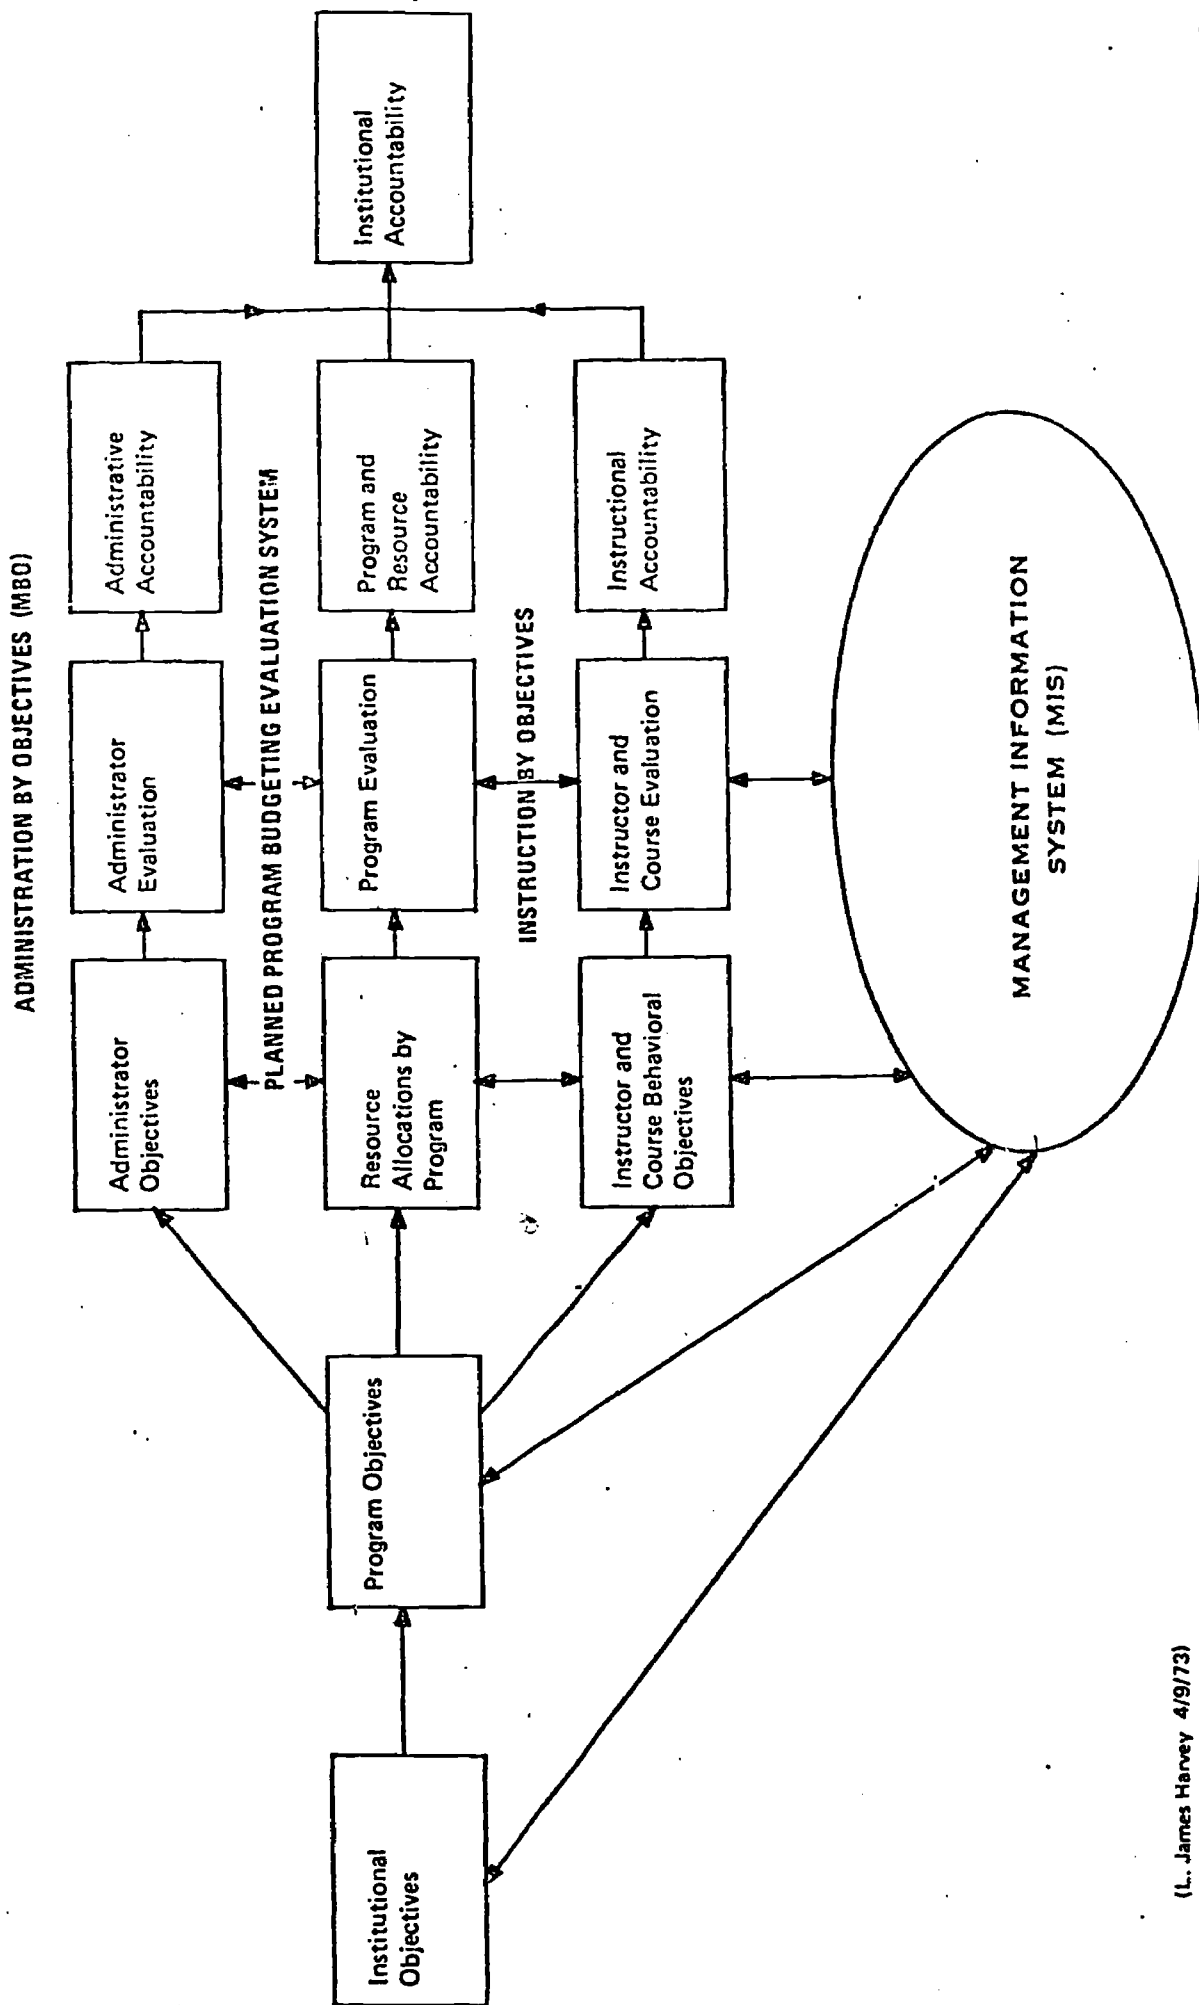 ADMINISTRATION BY OBJECTIVES (MBO)
Administrator
Objectives
Administrator
Evaluation
Administrative
Accountability
PLANNED PROGRAM BUDGETING EVALUATION SYSTEM
Institutional
Objectives
Program Objectives
Resource
Allocations by
Program
Program Evaluation
Program and
Resource
Accountability
Institutional
Accountability
INSTRUCTION BY OBJECTIVES
Instructor and
Course Behavioral
Objectives
Instructor and
Course Evaluation
Instructional
Accountability
MANAGEMENT INFORMATION
SYSTEM (MIS)
(L. James Harvey 4/9/73)